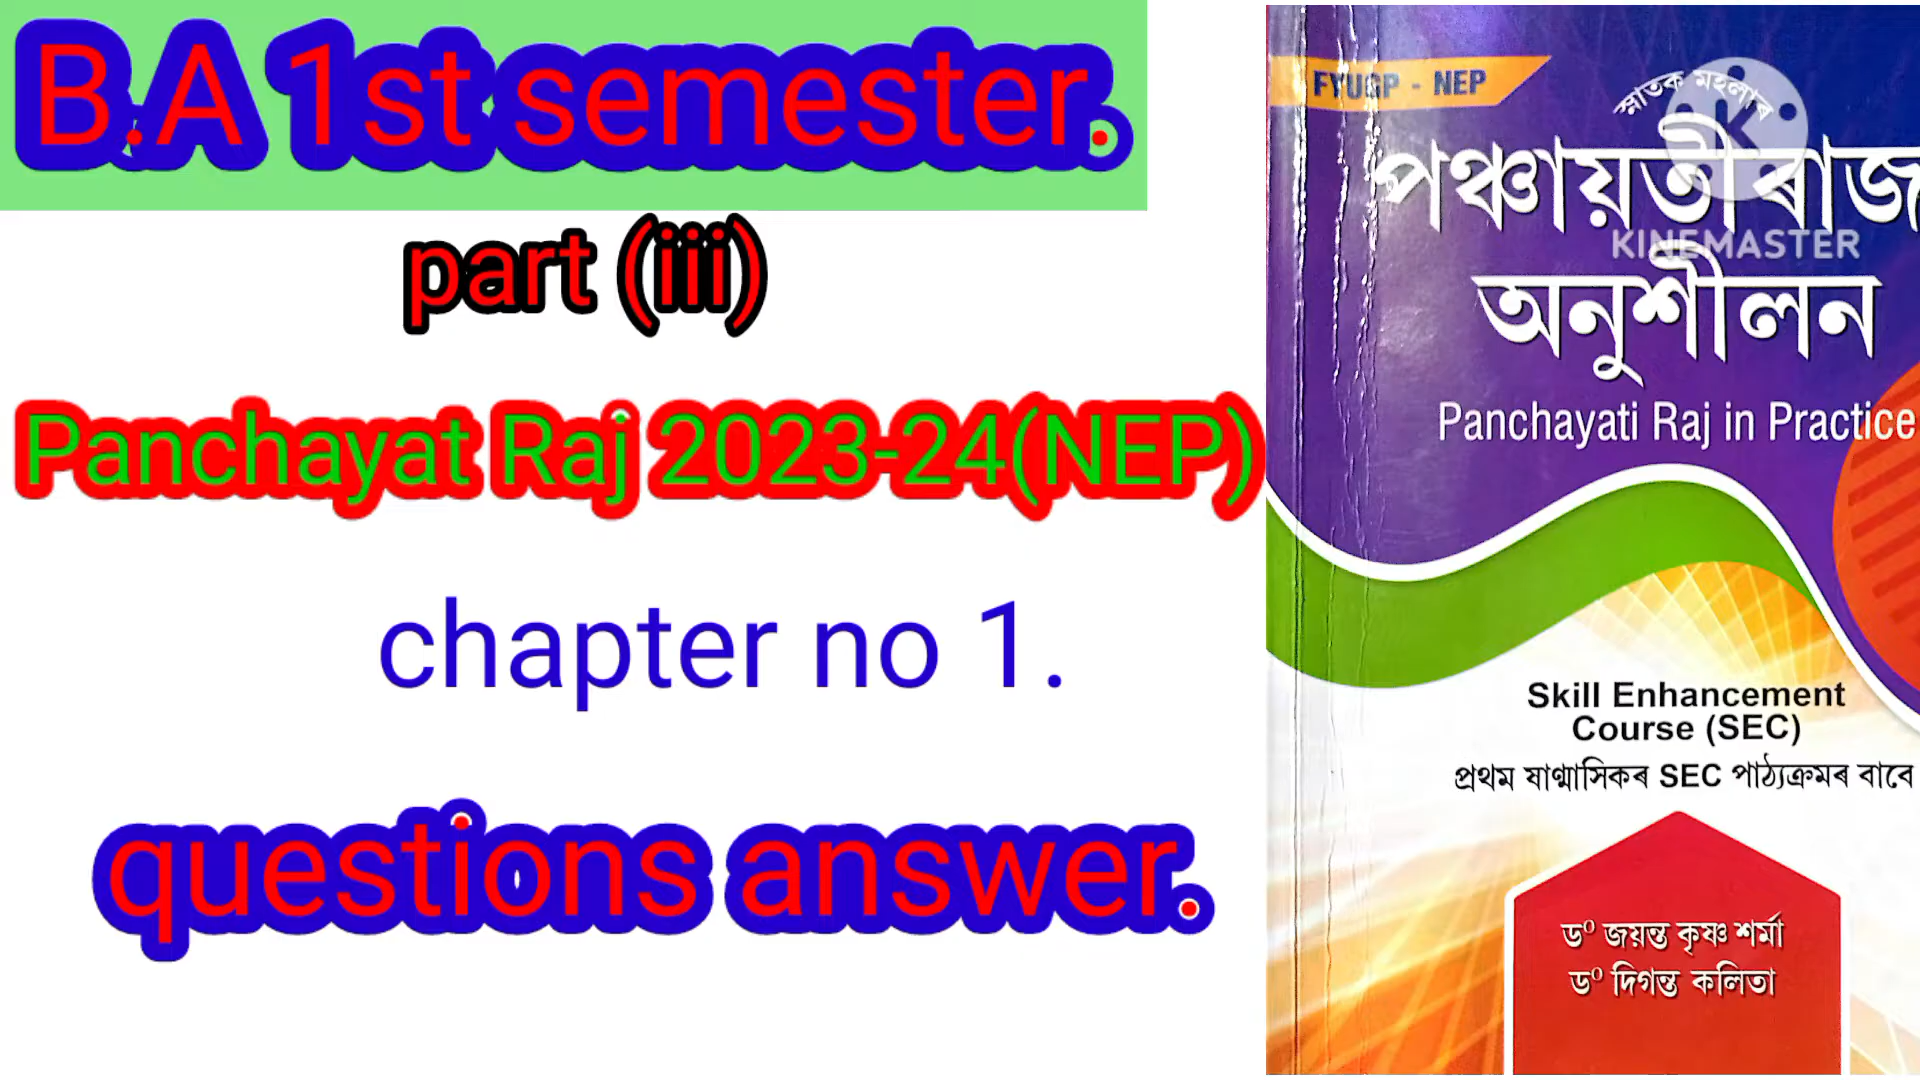 B.A 1st semester.
part (iii)
Panchayat Raj 2023-24(NEP)
chapter no 1.
questions answer.
FYUGP - NEP
স্নাতক মহলাৰ
পঞ্চায়তীৰাজ
KINEMASTER
অনুশীলন
Panchayati Raj in Practice
Skill Enhancement
Course (SEC)
প্ৰথম ষাণ্মাসিকৰ SEC পাঠ্যক্ৰমৰ বাবে
ড⁰ জয়ন্ত কৃষ্ণ শৰ্মা
ড⁰ দিগন্ত কলিতা